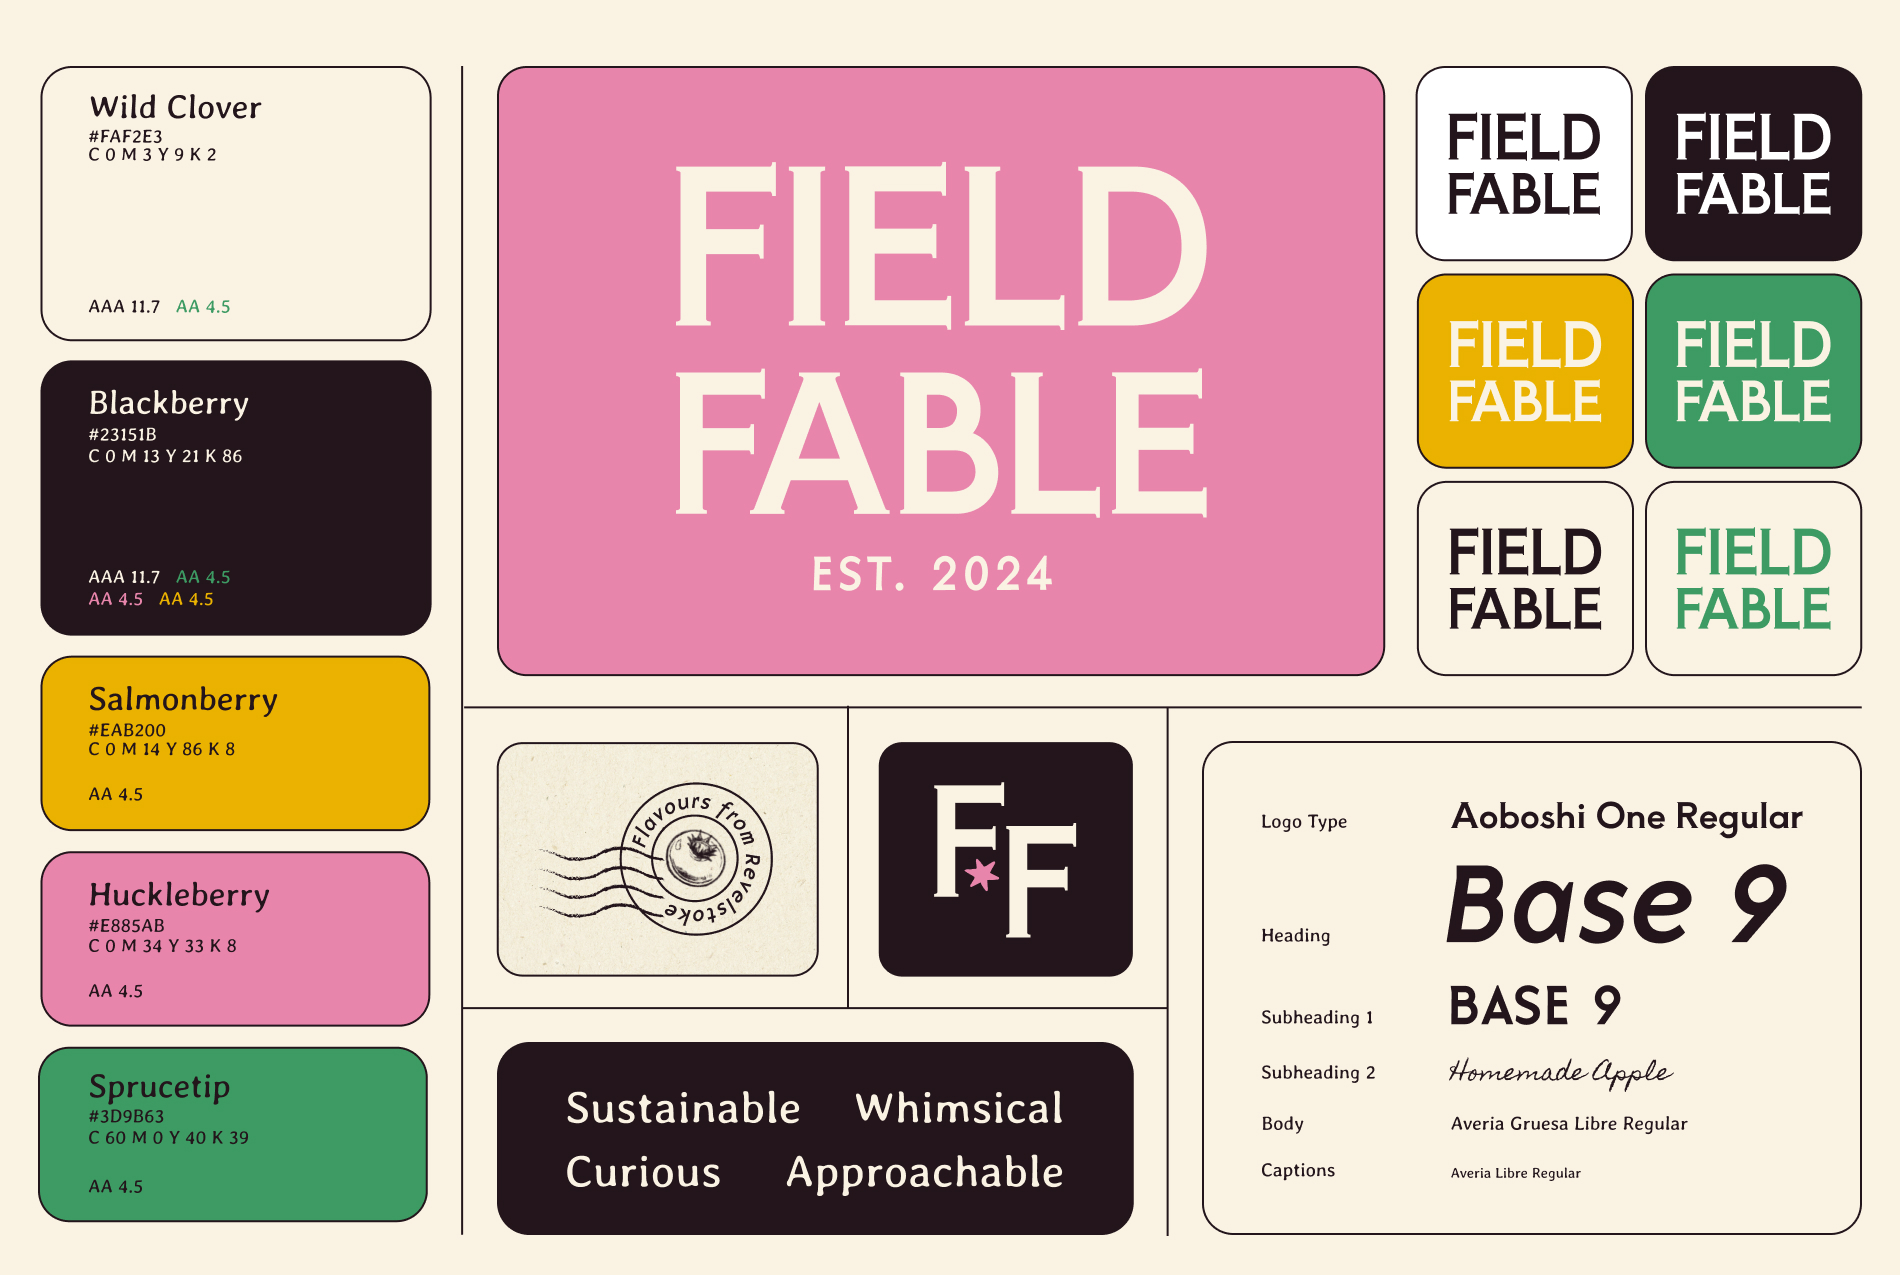 Wild Clover
#FAF2E3
C 0 M 3 Y 9 K 2
AAA 11.7 AA 4.5
Blackberry
#23151B
C 0 M 13 Y 21 K 86
AAA 11.7 AA 4.5
AA 4.5 AA 4.5
Salmonberry
#EAB200
C 0 M 14 Y 86 K 8
AA 4.5
Huckleberry
#E885AB
C 0 M 34 Y 33 K 8
AA 4.5
Sprucetip
#3D9B63
C 60 M 0 Y 40 K 39
AA 4.5
FIELD
FABLE
EST. 2024
FIELD
FABLE
FIELD
FABLE
FIELD
FABLE
FIELD
FABLE
FIELD
FABLE
FIELD
FABLE
Flavours from Revelstoke
FF
Sustainable Whimsical
Curious Approachable
Logo Type Aoboshi One Regular
Heading Base 9
Subheading 1 BASE 9
Subheading 2 Homemade Apple
Body Averia Gruesa Libre Regular
Captions Averia Libre Regular